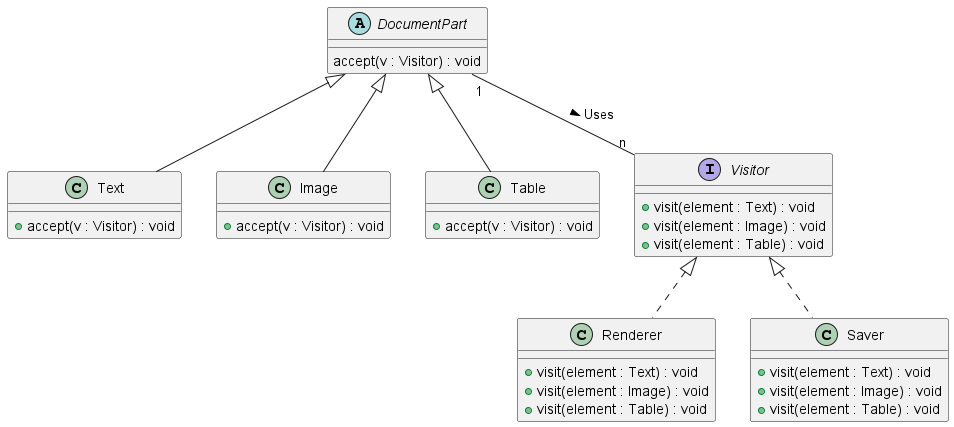 A DocumentPart
accept(v : Visitor) : void
1
Uses
n
C Text
accept(v : Visitor) : void
C Image
accept(v : Visitor) : void
C Table
accept(v : Visitor) : void
I Visitor
visit(element : Text) : void
visit(element : Image) : void
visit(element : Table) : void
C Renderer
visit(element : Text) : void
visit(element : Image) : void
visit(element : Table) : void
C Saver
visit(element : Text) : void
visit(element : Image) : void
visit(element : Table) : void